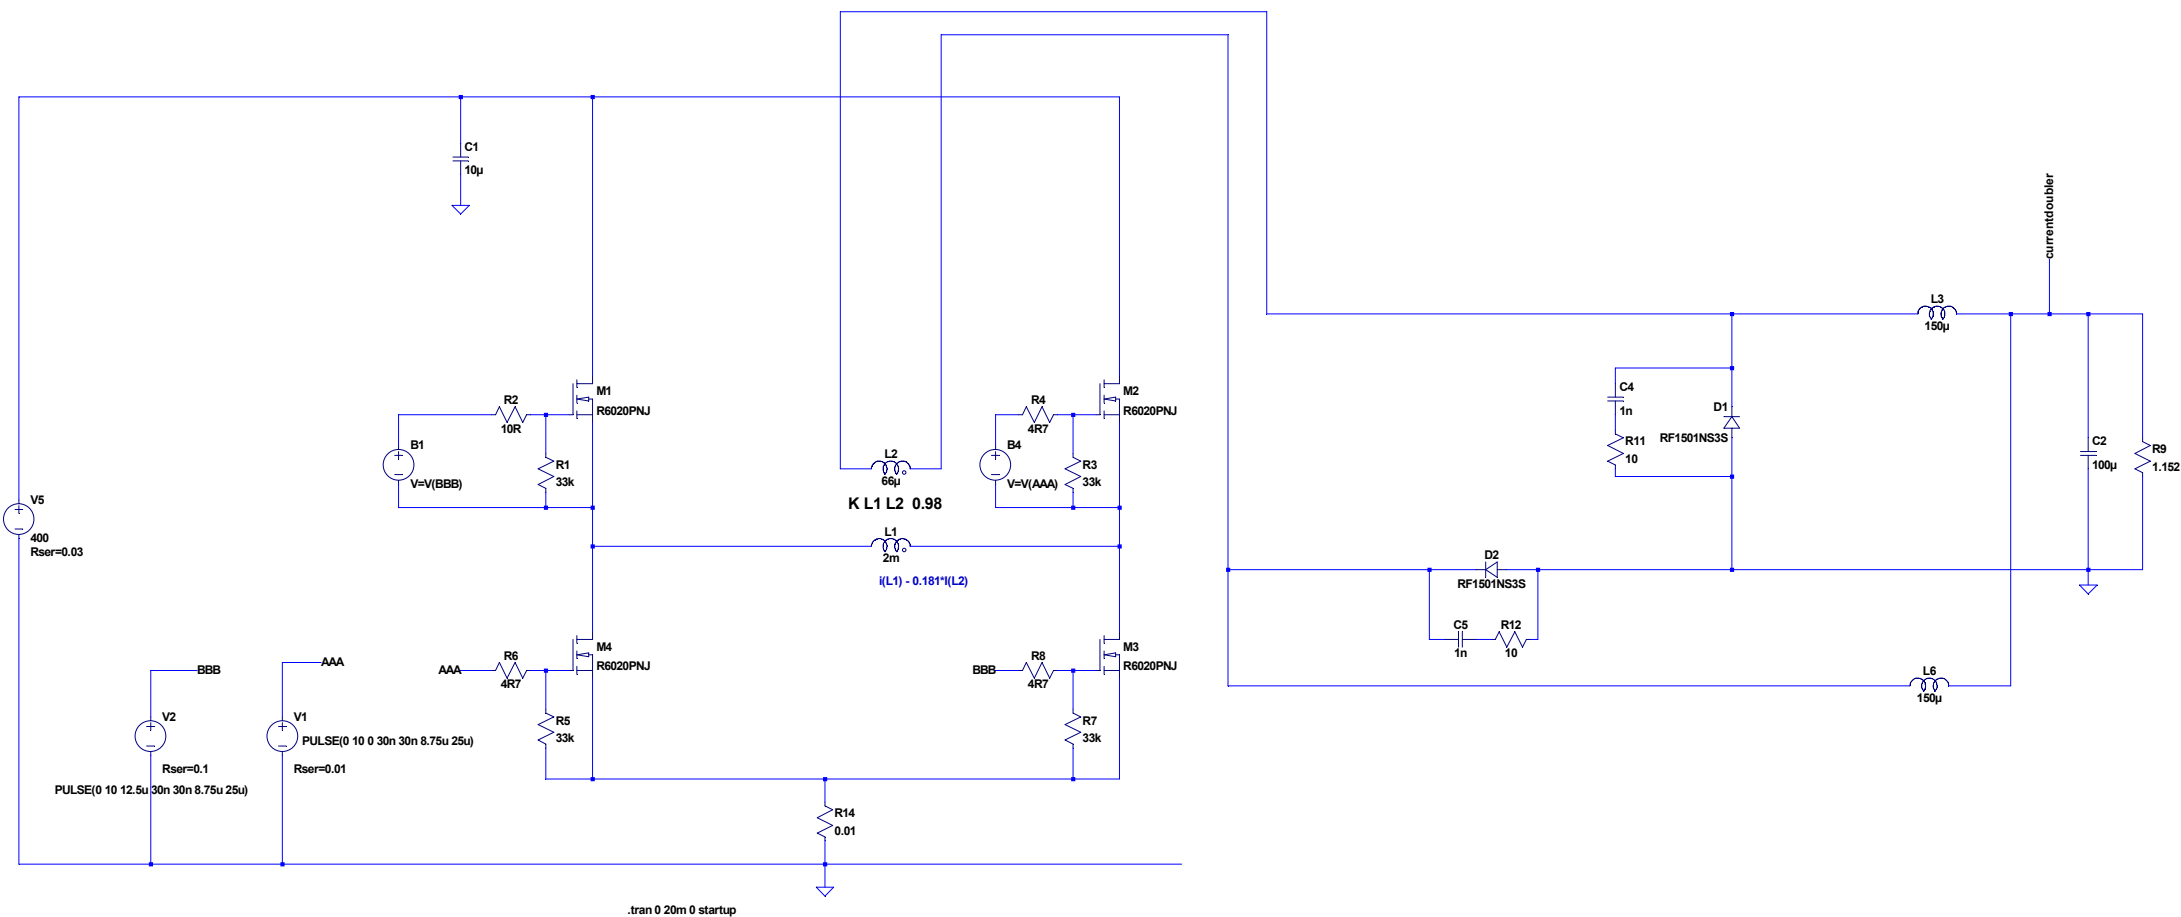 currentdoubler
C1
10µ
L3
150µ
M1
R6020PNJ
R2
10R
B1
V=V(BBB)
R1
33k
M2
R6020PNJ
R4
4R7
B4
V=V(AAA)
R3
33k
L2
66µ
K L1 L2  0.98
L1
2m
i(L1) - 0.181*I(L2)
C4
1n
R11
10
D1
RF1501NS3S
C2
100µ
R9
1.152
V5
400
Rser=0.03
D2
RF1501NS3S
C5
1n
R12
10
L6
150µ
M4
R6020PNJ
AAA
R6
4R7
R5
33k
M3
R6020PNJ
BBB
R8
4R7
R7
33k
BBB
AAA
V2
Rser=0.1
PULSE(0 10 12.5u 30n 30n 8.75u 25u)
V1
PULSE(0 10 0 30n 30n 8.75u 25u)
Rser=0.01
R14
0.01
.tran 0 20m 0 startup